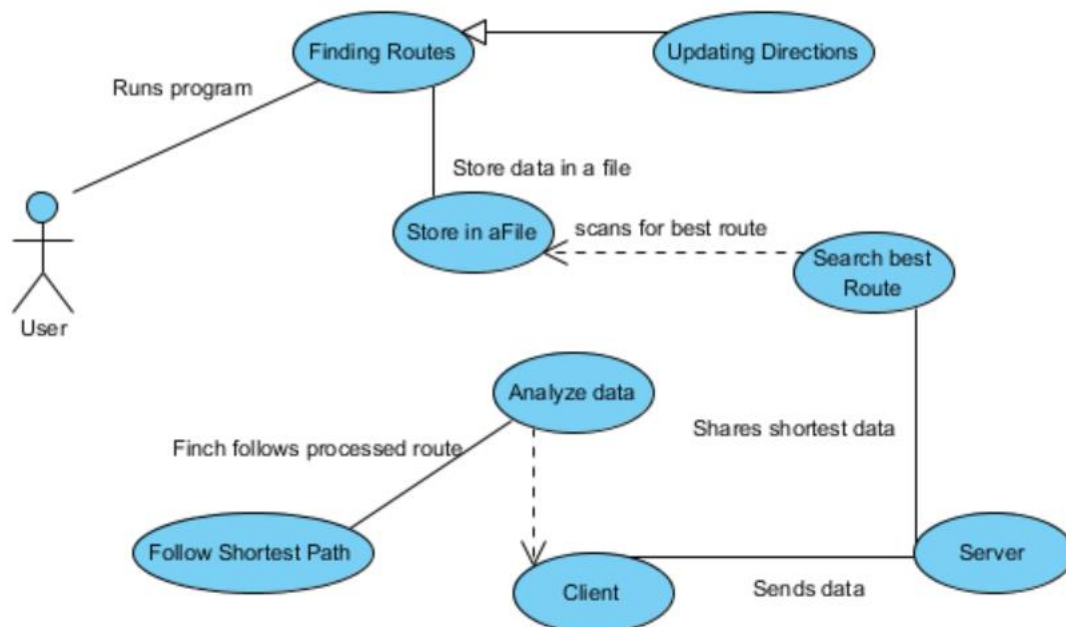 Finding Routes
Updating Directions
Runs program
Store data in a file
Store in aFile
scans for best route
Search best
Route
User
Analyze data
Shares shortest data
Finch follows processed route
Follow Shortest Path
Server
Client
Sends data